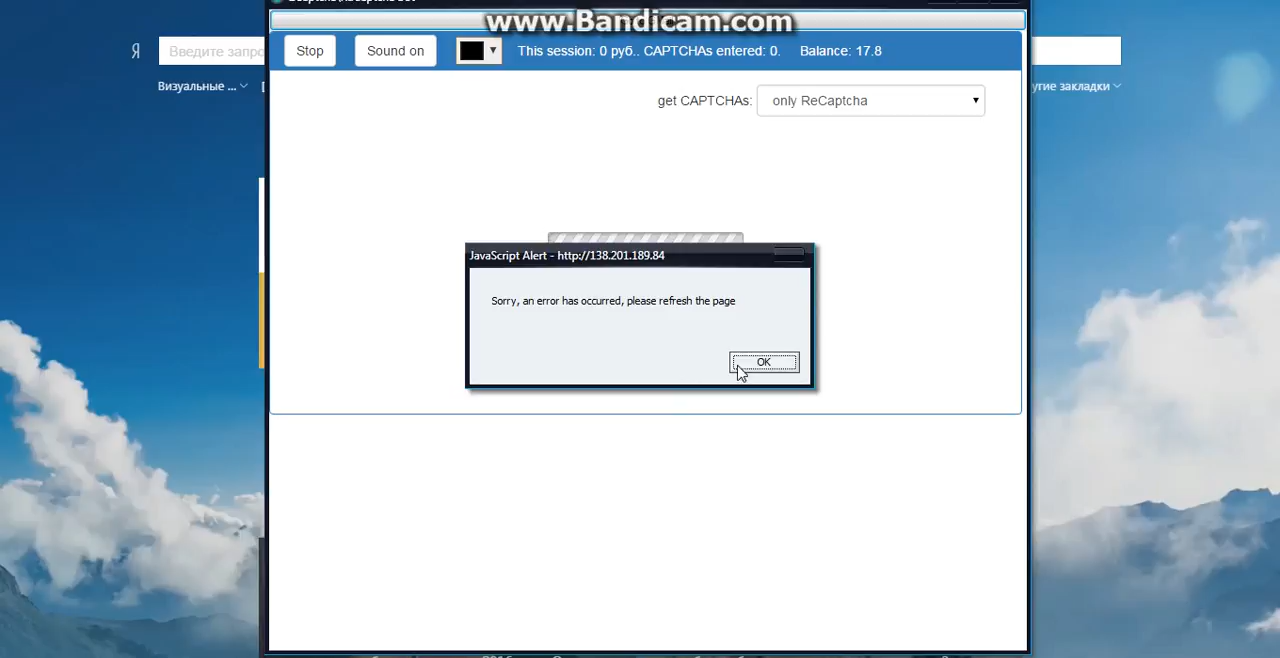 www.Bandicam.com
Я
Введите запро
Stop
Sound on
This session: 0 руб.. CAPTCHAs entered: 0.
Balance: 17.8
Визуальные ...
угие закладки
get CAPTCHAs:
only ReCaptcha
JavaScript Alert - http://138.201.189.84
Sorry, an error has occurred, please refresh the page
OK